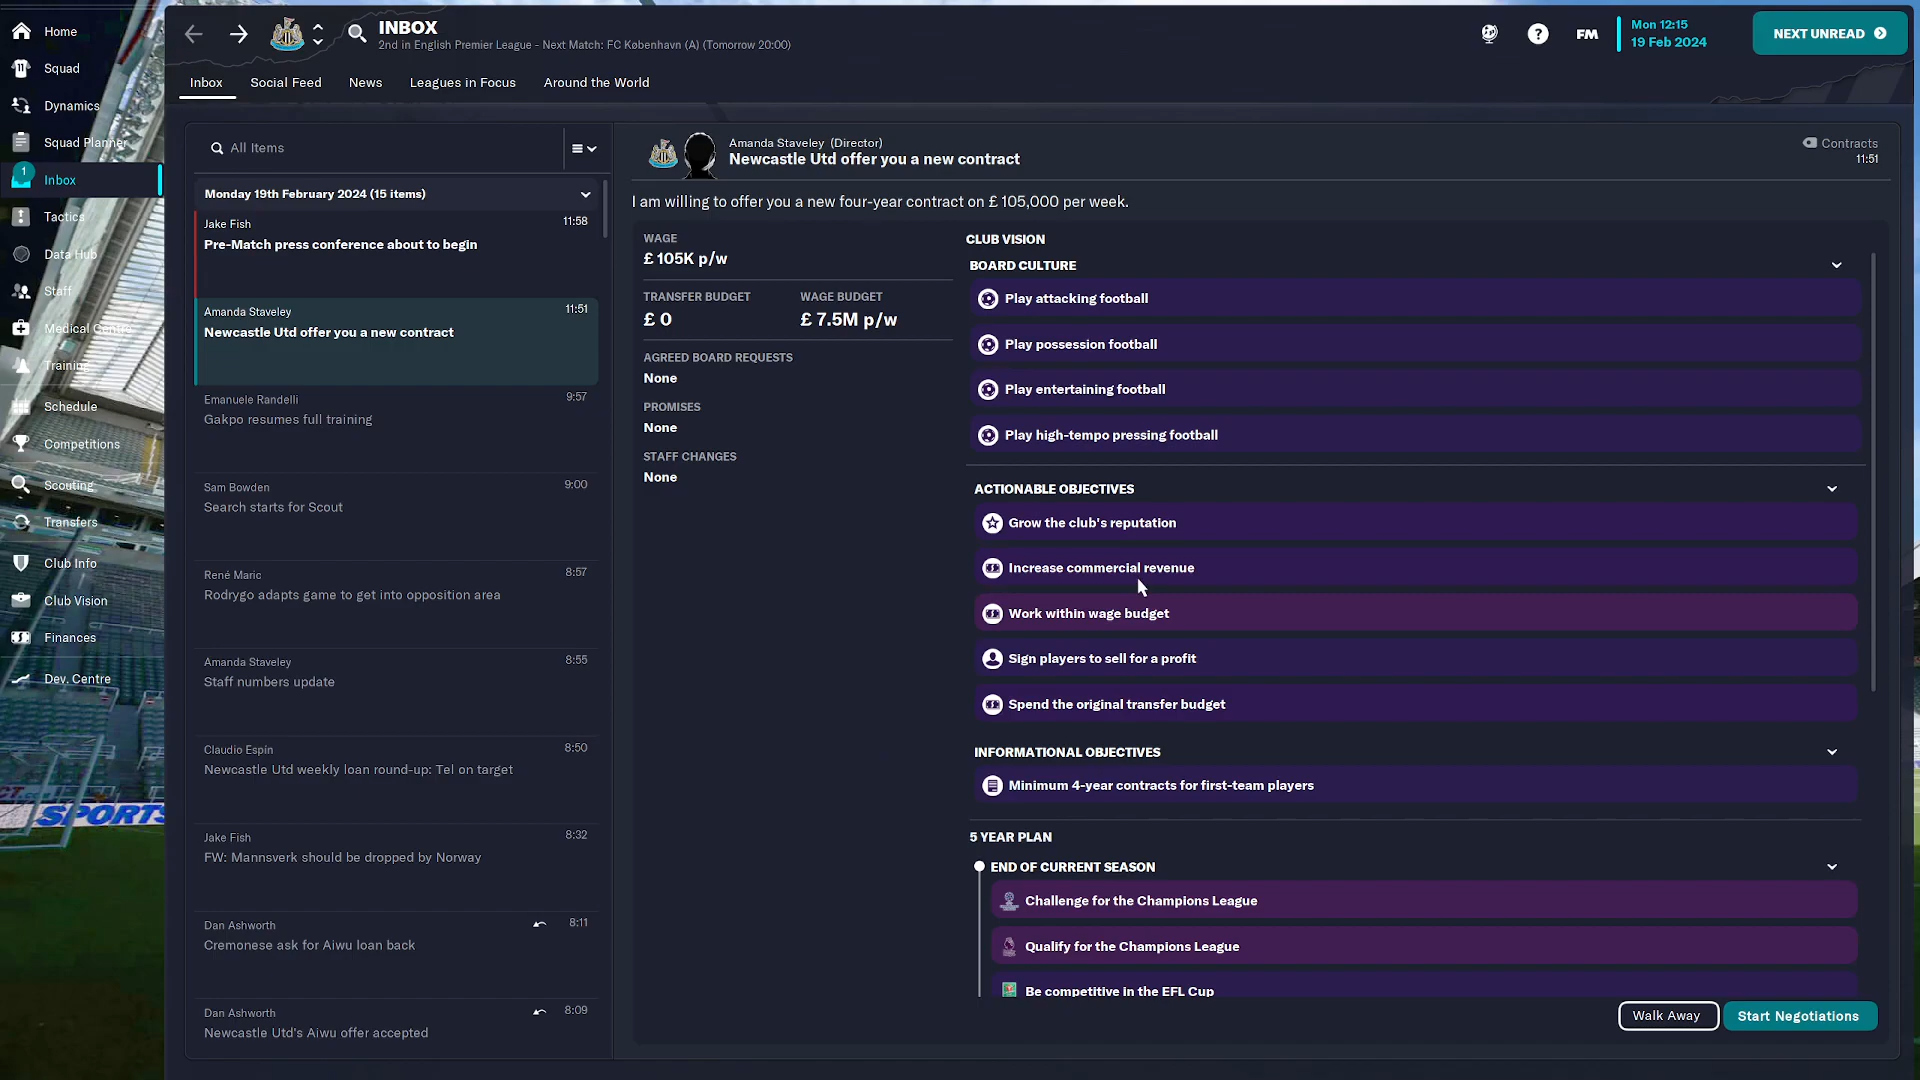 Home
Squad
Dynamics
Squad Planner
1
Inbox
Tactics
Data Hub
Staff
Medical Centre
Training
Schedule
Competitions
Scouting
Transfers
Club Info
Club Vision
Finances
Dev. Centre
SPORTS
INBOX
2nd in English Premier League - Next Match: FC København (A) (Tomorrow 20:00)
FM
Mon 12:15
19 Feb 2024
NEXT UNREAD
Inbox
Social Feed
News
Leagues in Focus
Around the World
All Items
Monday 19th February 2024 (15 items)
Jake Fish 11:58
Pre-Match press conference about to begin
Amanda Staveley 11:51
Newcastle Utd offer you a new contract
Emanuele Randelli 9:57
Gakpo resumes full training
Sam Bowden 9:00
Search starts for Scout
René Maric 8:57
Rodrygo adapts game to get into opposition area
Amanda Staveley 8:55
Staff numbers update
Claudio Espín 8:50
Newcastle Utd weekly loan round-up: Tel on target
Jake Fish 8:32
FW: Mannsverk should be dropped by Norway
Dan Ashworth 8:11
Cremonese ask for Aiwu loan back
Dan Ashworth 8:09
Newcastle Utd's Aiwu offer accepted
Amanda Staveley (Director)
Newcastle Utd offer you a new contract
Contracts
11:51
I am willing to offer you a new four-year contract on £105,000 per week.
WAGE
£105K p/w
TRANSFER BUDGET
£0
WAGE BUDGET
£7.5M p/w
AGREED BOARD REQUESTS
None
PROMISES
None
STAFF CHANGES
None
CLUB VISION
BOARD CULTURE
Play attacking football
Play possession football
Play entertaining football
Play high-tempo pressing football
ACTIONABLE OBJECTIVES
Grow the club's reputation
Increase commercial revenue
Work within wage budget
Sign players to sell for a profit
Spend the original transfer budget
INFORMATIONAL OBJECTIVES
Minimum 4-year contracts for first-team players
5 YEAR PLAN
END OF CURRENT SEASON
Challenge for the Champions League
Qualify for the Champions League
Be competitive in the EFL Cup
Walk Away
Start Negotiations